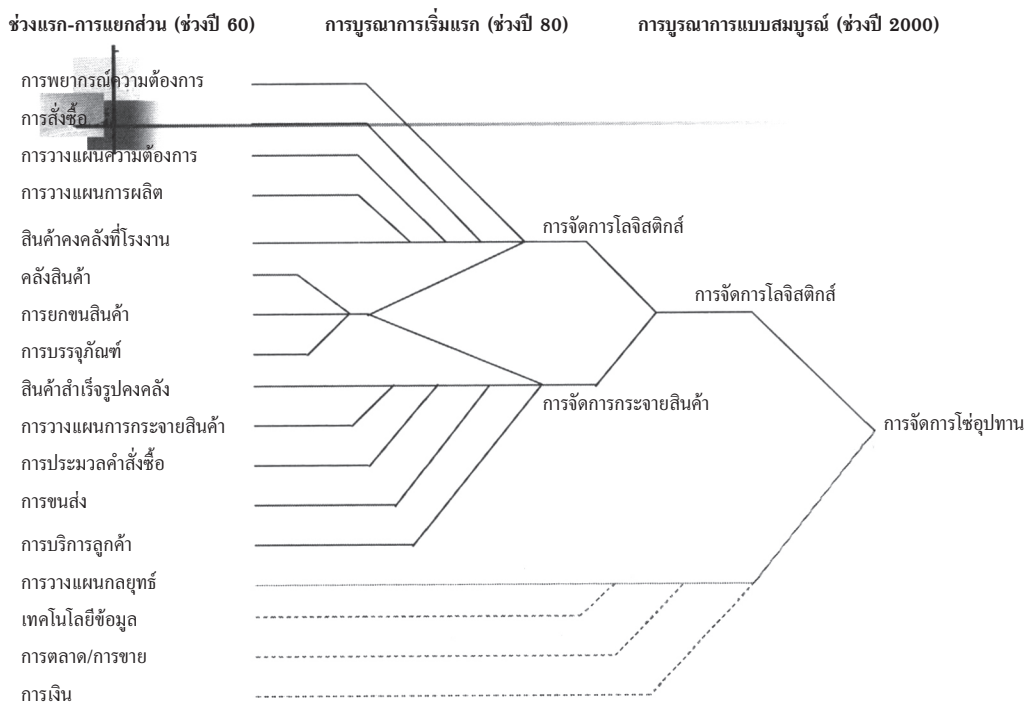 ช่วงแรก-การแยกส่วน (ช่วงปี 60) การบูรณาการเริ่มแรก (ช่วงปี 80) การบูรณาการแบบสมบูรณ์ (ช่วงปี 2000)
การพยากรณ์ความต้องการ
การสั่งซื้อ
การวางแผนความต้องการ
การวางแผนการผลิต
สินค้าคงคลังที่โรงงาน
คลังสินค้า
การยกขนสินค้า
การบรรจุภัณฑ์
สินค้าสำเร็จรูปคงคลัง
การวางแผนการกระจายสินค้า
การประมวลคำสั่งซื้อ
การขนส่ง
การบริการลูกค้า
การวางแผนกลยุทธ์
เทคโนโลยีข้อมูล
การตลาด/การขาย
การเงิน
การจัดการโลจิสติกส์
การจัดการกระจายสินค้า
การจัดการโลจิสติกส์
การจัดการโซ่อุปทาน